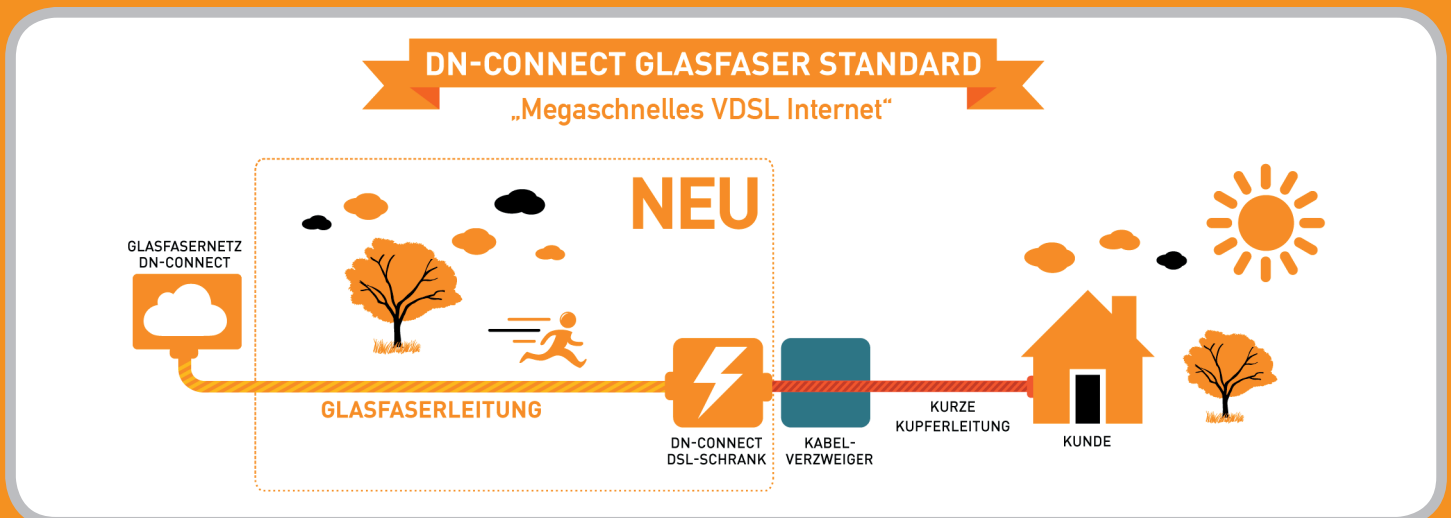 DN-CONNECT GLASFASER STANDARD
„Megaschnelles VDSL Internet“
NEU
GLASFASERNETZ
DN-CONNECT
GLASFASERLEITUNG
DN-CONNECT
DSL-SCHRANK
KABEL-
VERZWEIGER
KURZE
KUPFERLEITUNG
KUNDE